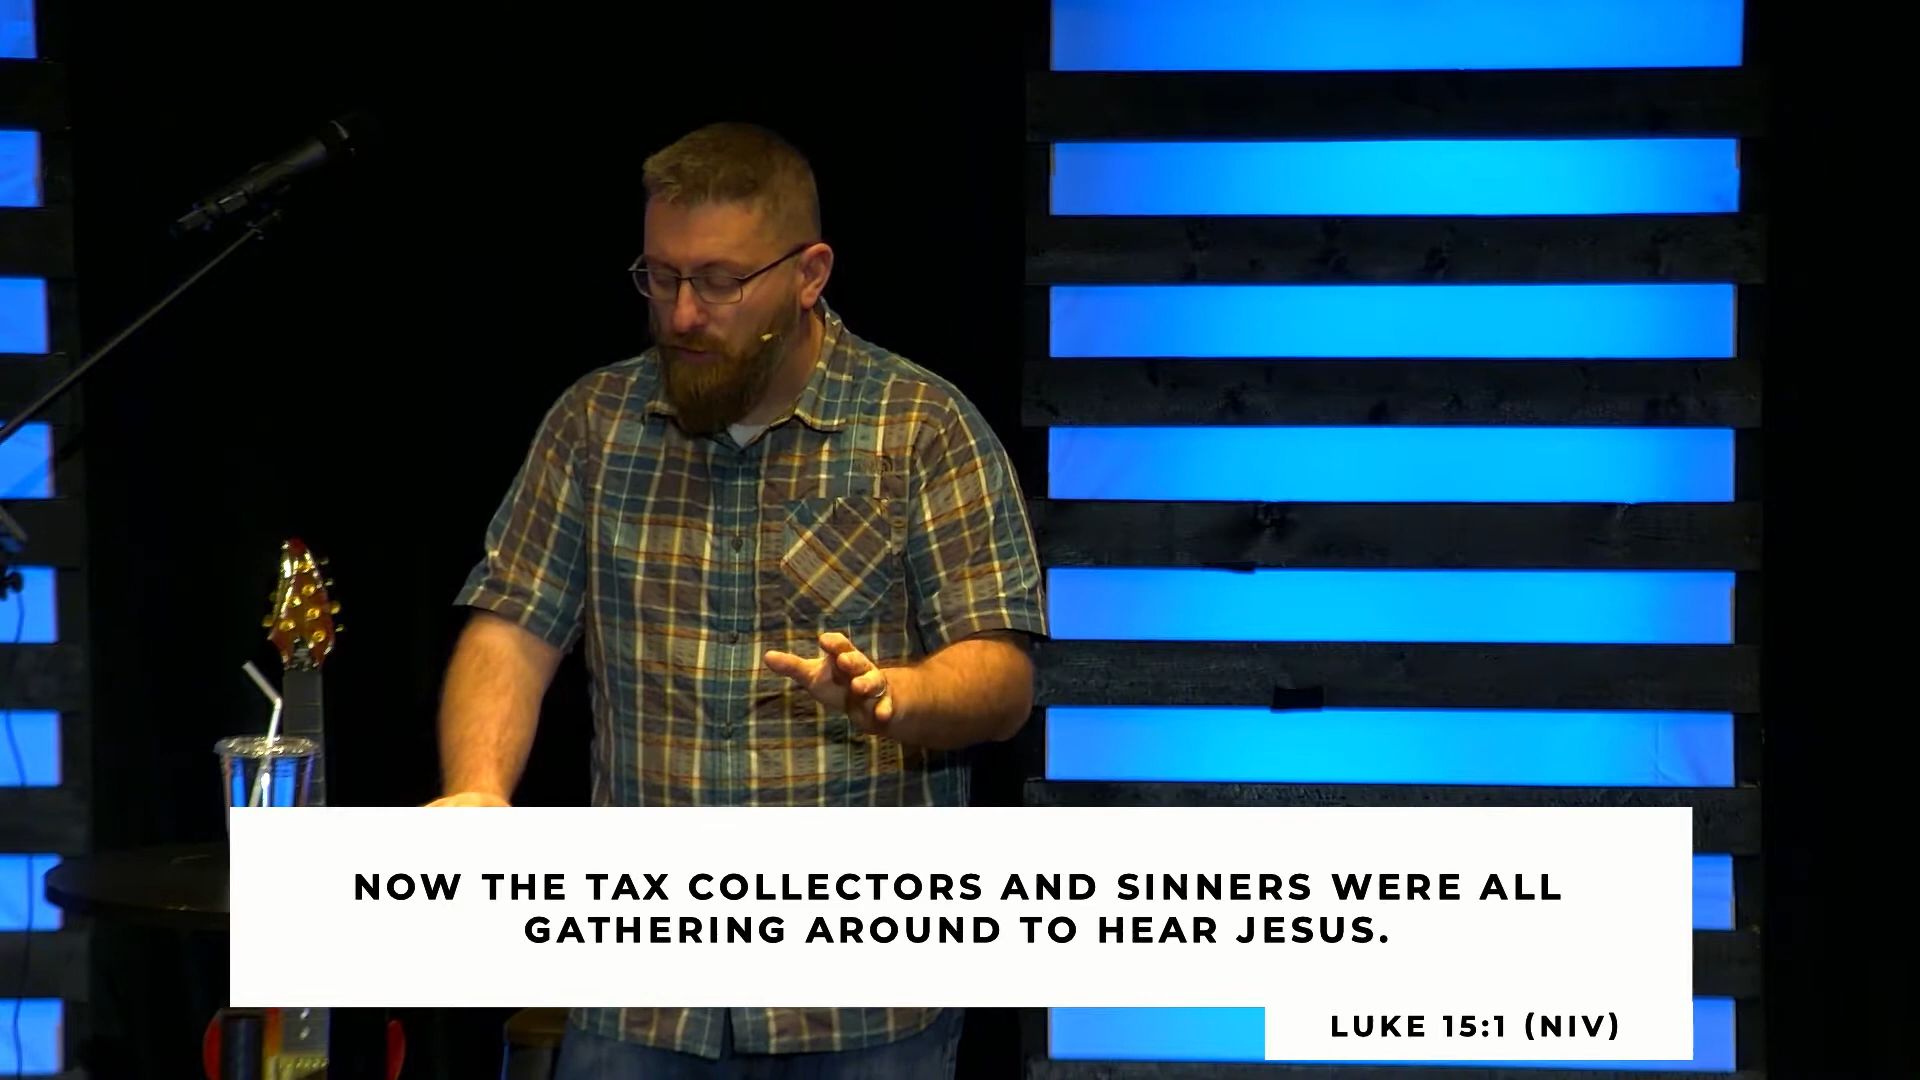 NOW THE TAX COLLECTORS AND SINNERS WERE ALL
GATHERING AROUND TO HEAR JESUS.
LUKE 15:1 (NIV)